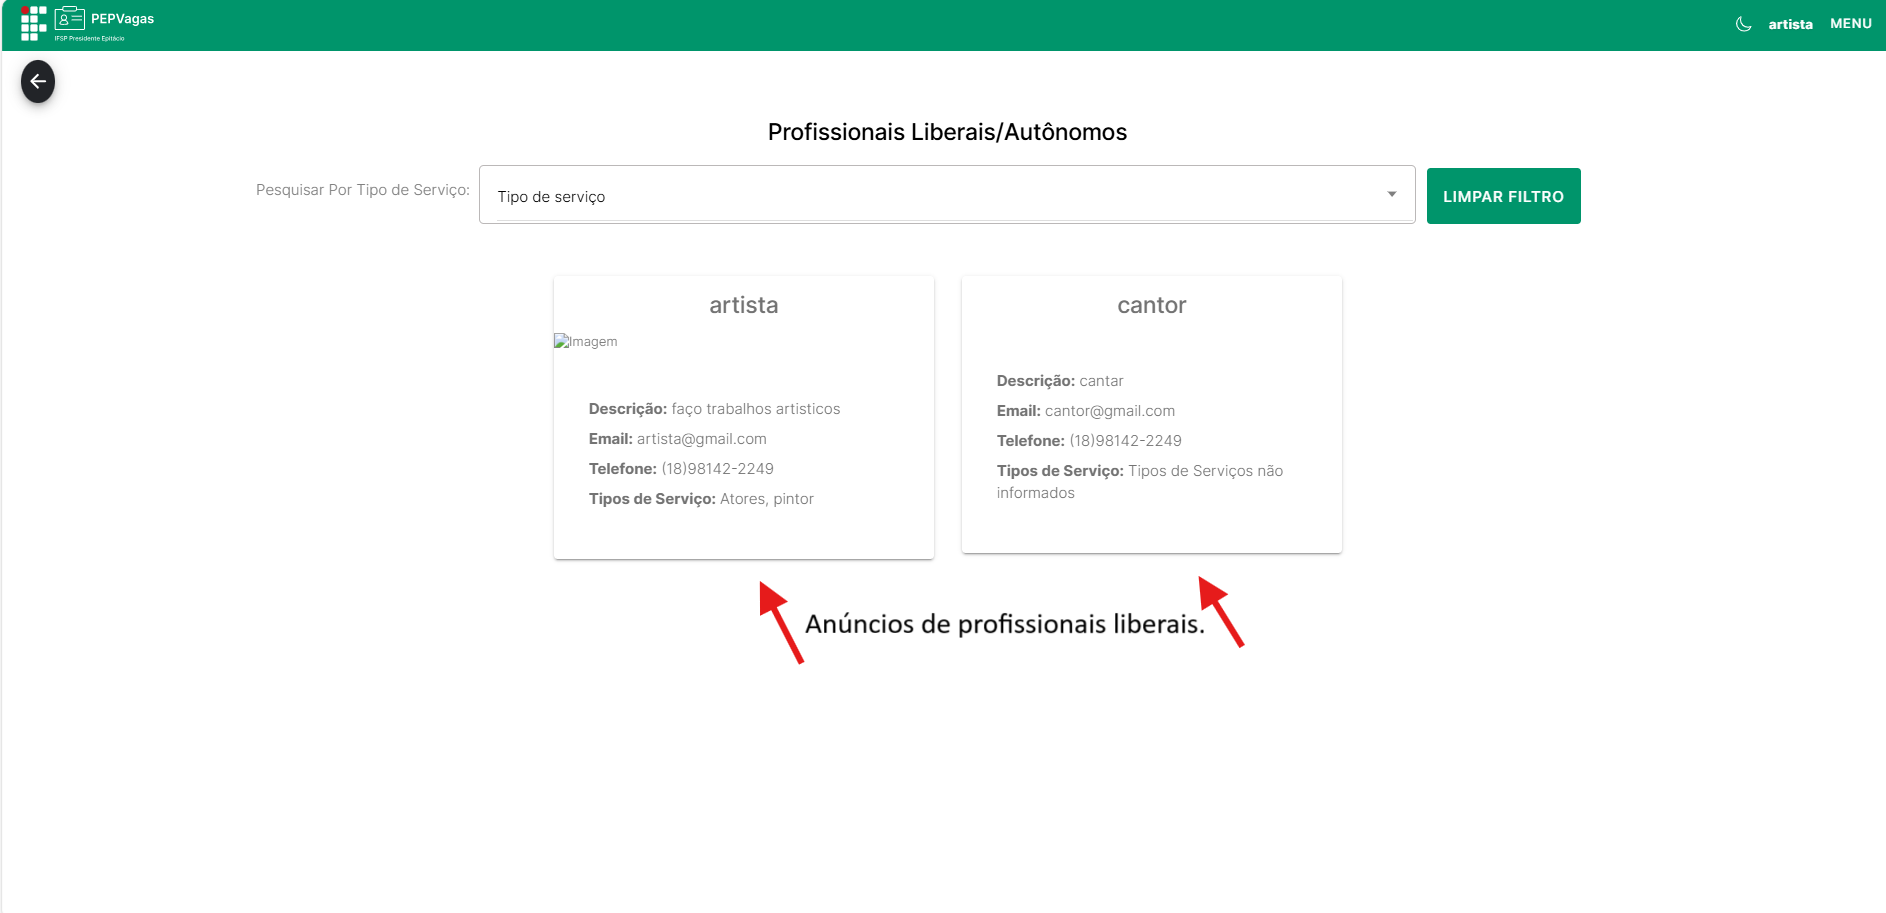 PEPVagas
IFSP Presidente Epitácio
artista
MENU
Profissionais Liberais/Autônomos
Pesquisar Por Tipo de Serviço:
Tipo de serviço
LIMPAR FILTRO
artista
Imagem
Descrição: faço trabalhos artisticos
Email: artista@gmail.com
Telefone: (18)98142-2249
Tipos de Serviço: Atores, pintor
cantor
Descrição: cantar
Email: cantor@gmail.com
Telefone: (18)98142-2249
Tipos de Serviço: Tipos de Serviços não
informados
Anúncios de profissionais liberais.